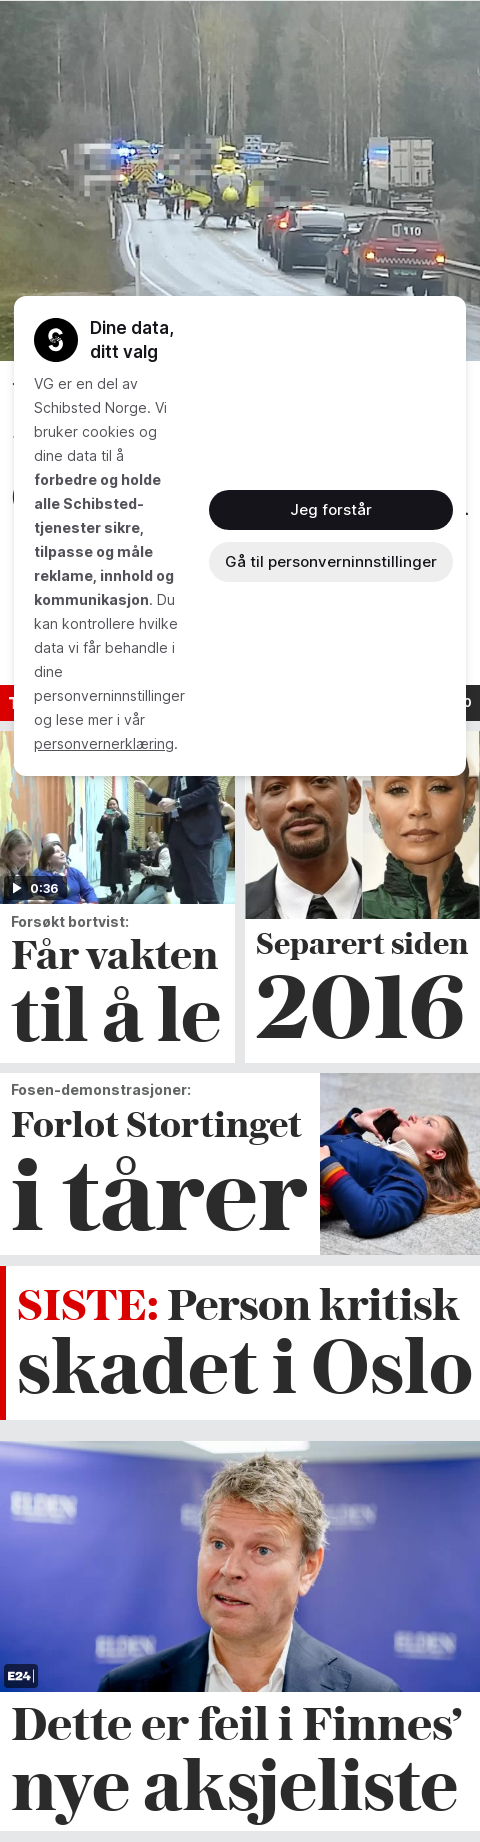 110
Dine data,
ditt valg
VG er en del av
Schibsted Norge. Vi
bruker cookies og
dine data til å
forbedre og holde
alle Schibsted-
tjenester sikre,
tilpasse og måle
reklame, innhold og
kommunikasjon. Du
kan kontrollere hvilke
data vi får behandle i
dine
personverninnstillinger
og lese mer i vår
personvernerklæring.
Jeg forstår
Gå til personverninnstillinger
0:36
Forsøkt bortvist:
Får vakten
til å le
Separert siden
2016
Fosen-demonstrasjoner:
Forlot Stortinget
i tårer
SISTE: Person kritisk
skadet i Oslo
ELDEN
ELDEN
ELDEN
ELDEN
E24
Dette er feil i Finnes’
nye aksjeliste